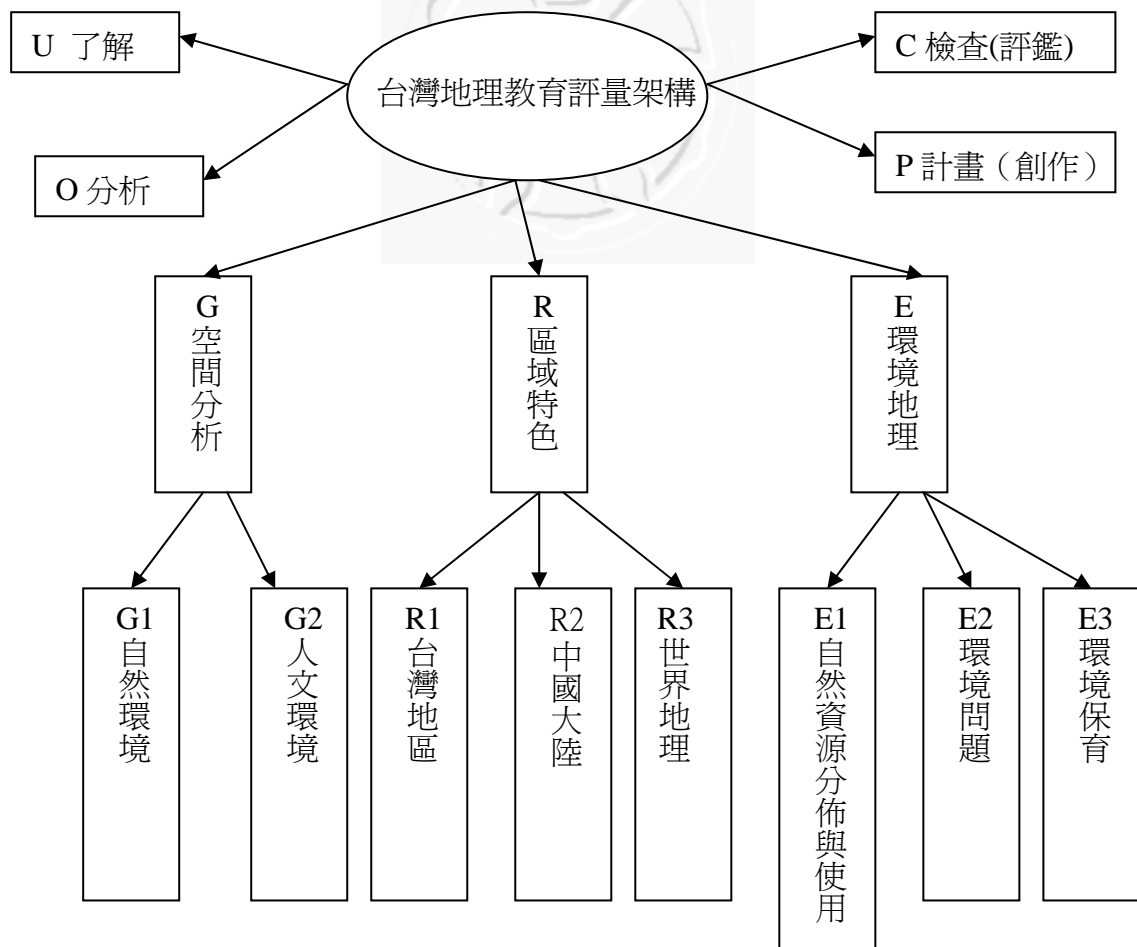 U 了解
C 檢查(評鑑)
台灣地理教育評量架構
O 分析
P 計畫（創作）
G
空間分析
R
區域特色
E
環境地理
G1
自然環境
G2
人文環境
R1
台灣地區
R2
中國大陸
R3
世界地理
E1
自然資源分佈與使用
E2
環境問題
E3
環境保育